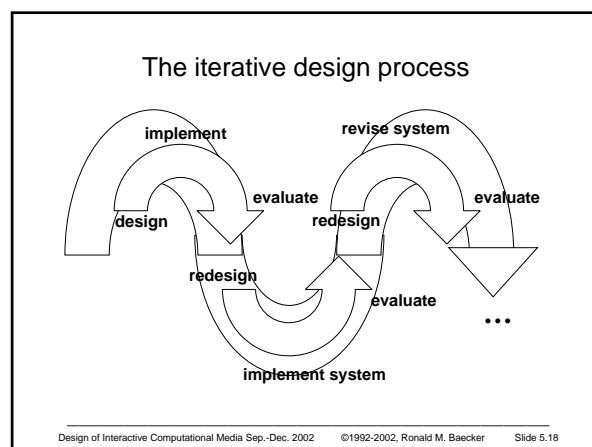 The iterative design process
implement
revise system
evaluate
evaluate
design
redesign
redesign
evaluate
...
implement system
Design of Interactive Computational Media Sep.-Dec. 2002 ©1992-2002, Ronald M. Baecker Slide 5.18